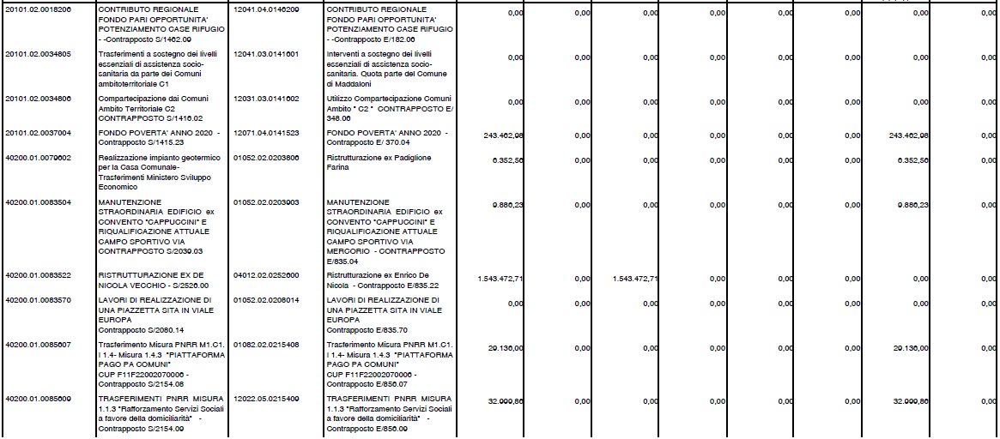 20101.02.0018206 CONTRIBUTO REGIONALE 12041.04.0146209 CONTRIBUTO REGIONALE 0,00 0,00 0,00 0,00 0,00 0,00 0,00 0,00
FONDO PARI OPPORTUNITA' FONDO PARI OPPORTUNITA'
POTENZIAMENTO CASE RIFUGIO POTENZIAMENTO CASE RIFUGIO
- -Contrapposto S/1462.09 - -Contrapposto E/182.06
20101.02.0034805 Trasferimenti a sostegno dei livelli 12041.03.0141601 Interventi a sostegno dei livelli 0,00 0,00 0,00 0,00 0,00 0,00 0,00 0,00
essenziali di assistenza socio- essenziali di assistenza socio-
sanitaria da parte dei Comuni sanitaria. Quota parte del Comune
ambitoterritoriale C1 di Maddaloni
20101.02.0034806 Compartecipazione dai Comuni 12031.03.0141602 Utilizzo Compartecipazione Comuni 0,00 0,00 0,00 0,00 0,00 0,00 0,00 0,00
Ambito Territoriale C2 Ambito " C2 " CONTRAPPOSTO E/
CONTRAPPOSTO S/1416.02 348.06
20101.02.0037004 FONDO POVERTA' ANNO 2020 - 12071.04.0141523 FONDO POVERTA' ANNO 2020 - 243.462,98 0,00 0,00 0,00 0,00 0,00 243.462,98 0,00
Contrapposto S/1415.23 Contrapposto E/ 370.04
40200.01.0079602 Realizzazione impianto geotermico 01052.02.0203806 Ristrutturazione ex Padiglione 6.352,56 0,00 0,00 0,00 0,00 0,00 6.352,56 0,00
per la Casa Comunale- Farina
Trasferimenti Ministero Sviluppo
Economico
40200.01.0083504 MANUTENZIONE 01052.02.0203903 MANUTENZIONE 9.886,23 0,00 0,00 0,00 0,00 0,00 9.886,23 0,00
STRAORDINARIA EDIFICIO ex STRAORDINARIA EDIFICIO ex
CONVENTO "CAPPUCCINI" E CONVENTO "CAPPUCCINI" E
RIQUALIFICAZIONE ATTUALE RIQUALIFICAZIONE ATTUALE
CAMPO SPORTIVO VIA CAMPO SPORTIVO VIA
CONTRAPPOSTO S/2039.03 MERCORIO - CONTRAPPOSTO
E/835.04
40200.01.0083522 RISTRUTTURAZIONE EX DE 04012.02.0252600 Ristrutturazione ex Enrico De 1.543.472,71 0,00 1.543.472,71 0,00 0,00 0,00 0,00 0,00
NICOLA VECCHIO - S/2526.00 Nicola - Contrapposto E/835.22
40200.01.0083570 LAVORI DI REALIZZAZIONE DI 01052.02.0208014 LAVORI DI REALIZZAZIONE DI 0,00 0,00 0,00 0,00 0,00 0,00 0,00 0,00
UNA PIAZZETTA SITA IN VIALE UNA PIAZZETTA SITA IN VIALE
EUROPA EUROPA
Contrapposto S/2080.14 Contrapposto E/835.70
40200.01.0085607 Trasferimento Misura PNRR M1.C1. 01082.02.0215408 Trasferimento Misura PNRR M1.C1. 29.136,00 0,00 0,00 0,00 0,00 0,00 29.136,00 0,00
I 1.4- Misura 1.4.3 "PIATTAFORMA I 1.4- Misura 1.4.3 "PIATTAFORMA
PAGO PA COMUNI" PAGO PA COMUNI"
CUP F11F22002070006 - CUP F11F22002070006 -
Contrapposto S/2154.08 Contrapposto E/856.07
40200.01.0085609 TRASFERIMENTI PNRR MISURA 12022.05.0215409 TRASFERIMENTI PNRR MISURA 32.999,86 0,00 0,00 0,00 0,00 0,00 32.999,86 0,00
1.1.3 "Rafforzamento Servizi Sociali 1.1.3 "Rafforzamento Servizi Sociali
a favore della domiciliarità" - a favore della domiciliarità" -
Contrapposto S/2154.09 Contrapposto E/856.09